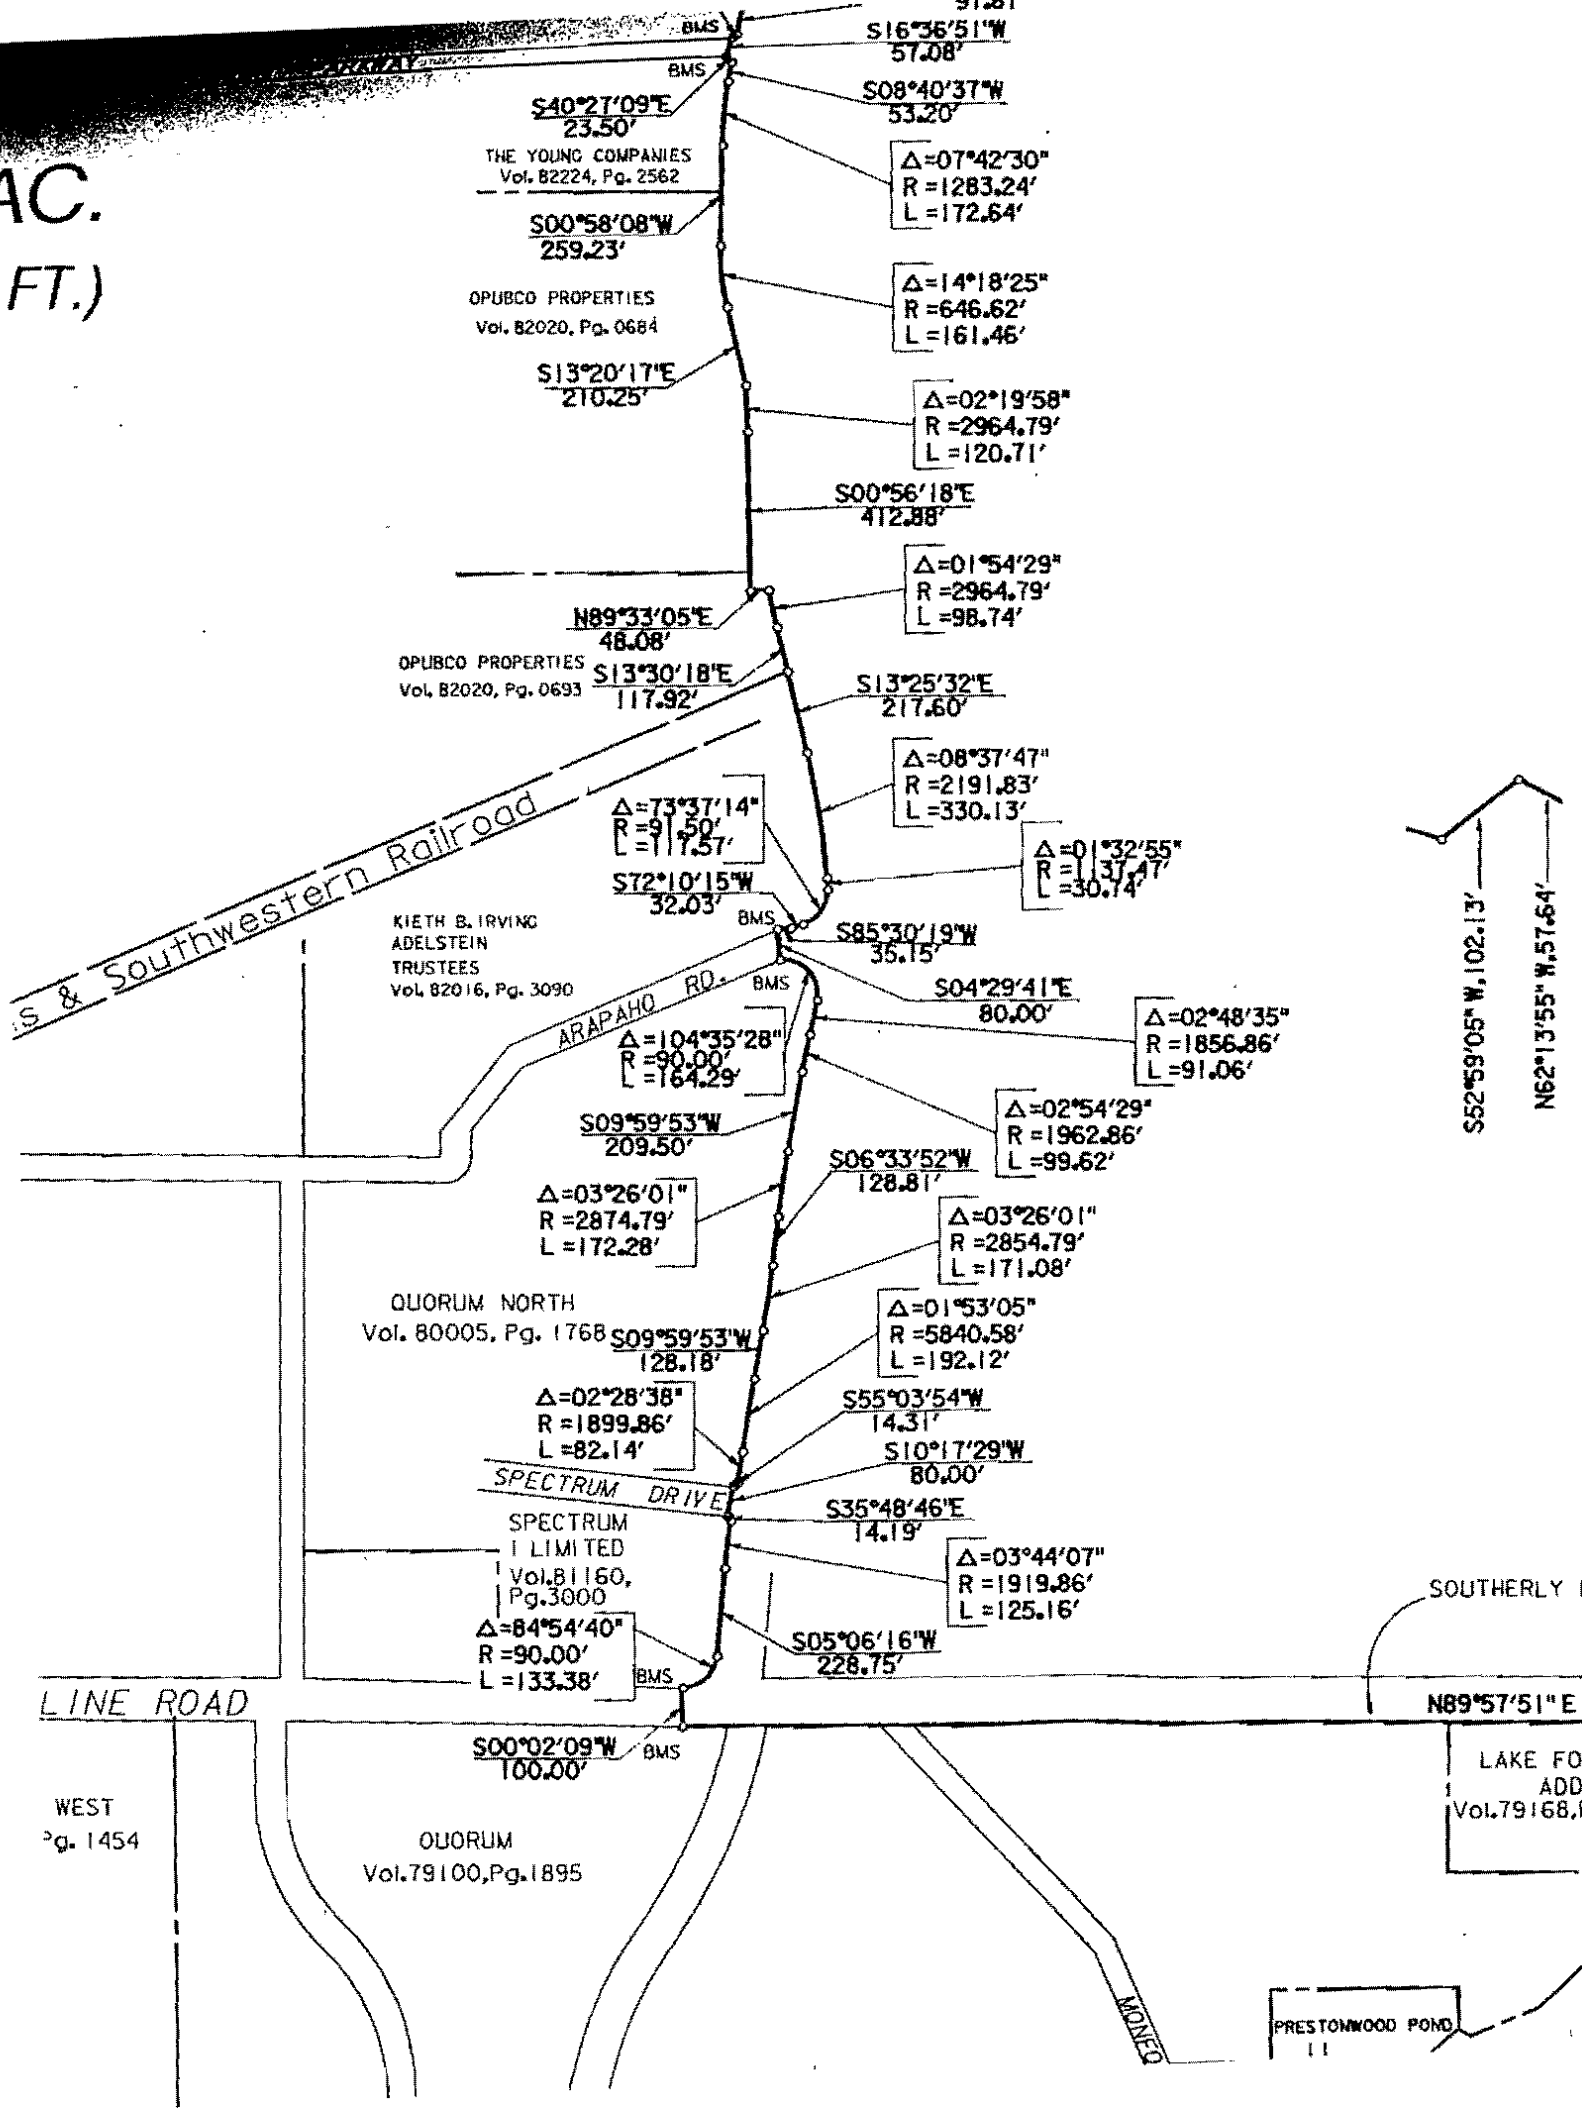 91.81'
BMS
S16°36'51"W
57.08'
BMS
S08°40'37"W
53.20'
S40°27'09"E
23.50'
THE YOUNG COMPANIES
Vol. 82224, Pg. 2562
Δ=07°42'30"
R =1283.24'
L =172.64'
AC.
S00°58'08"W
259.23'
FT.)
Δ=14°18'25"
R =646.62'
L =161.46'
OPUBCO PROPERTIES
Vol. 82020, Pg. 0684
S13°20'17"E
210.25'
Δ=02°19'58"
R =2964.79'
L =120.71'
S00°56'18"E
412.88'
Δ=01°54'29"
R =2964.79'
L =98.74'
N89°33'05"E
48.08'
OPUBCO PROPERTIES
Vol. 82020, Pg. 0693
S13°30'18"E
117.92'
S13°25'32"E
217.60'
Δ=08°37'47"
R =2191.83'
L =330.13'
Δ=73°37'14"
R =91.50'
L =117.57'
Δ=01°32'55"
R =1137.47'
L =30.74'
S72°10'15"W
32.03'
BMS
S & Southwestern Railroad
KIETH B. IRVING
ADELSTEIN
TRUSTEES
Vol. 82016, Pg. 3090
S85°30'19"W
35.15'
BMS
S04°29'41"E
80.00'
ARAPAHO RD.
Δ=104°35'28"
R =90.00'
L =164.29'
Δ=02°48'35"
R =1856.86'
L =91.06'
S52°59'05" W, 102.13'
N62°13'55" W, 57.64'
Δ=02°54'29"
R =1962.86'
L =99.62'
S09°59'53"W
209.50'
S06°33'52"W
128.81'
Δ=03°26'01"
R =2874.79'
L =172.28'
Δ=03°26'01"
R =2854.79'
L =171.08'
QUORUM NORTH
Vol. 80005, Pg. 1768
S09°59'53"W
128.18'
Δ=01°53'05"
R =5840.58'
L =192.12'
Δ=02°28'38"
R =1899.86'
L =82.14'
S55°03'54"W
14.31'
S10°17'29"W
80.00'
SPECTRUM DRIVE
S35°48'46"E
14.19'
SPECTRUM
I LIMITED
Vol.81160,
Pg.3000
Δ=03°44'07"
R =1919.86'
L =125.16'
SOUTHERLY
Δ=84°54'40"
R =90.00'
L =133.38'
S05°06'16"W
228.75'
BMS
LINE ROAD
N89°57'51" E
S00°02'09"W
100.00'
BMS
LAKE FO
ADD
Vol.79168,
WEST
Pg. 1454
QUORUM
Vol.79100,Pg.1895
MONFO
PRESTONWOOD POND